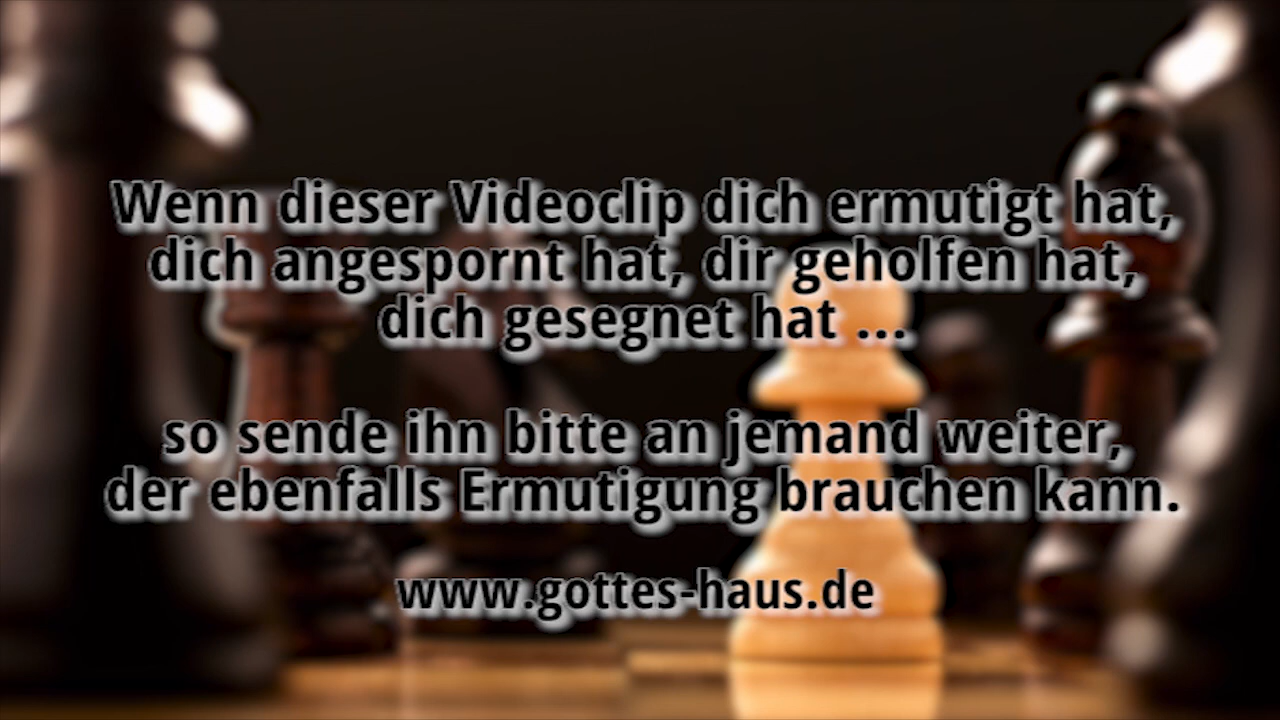 Wenn dieser Videoclip dich ermutigt hat,
dich angespornt hat, dir geholfen hat,
dich gesegnet hat ...
so sende ihn bitte an jemand weiter,
der ebenfalls Ermutigung brauchen kann.
www.gottes-haus.de